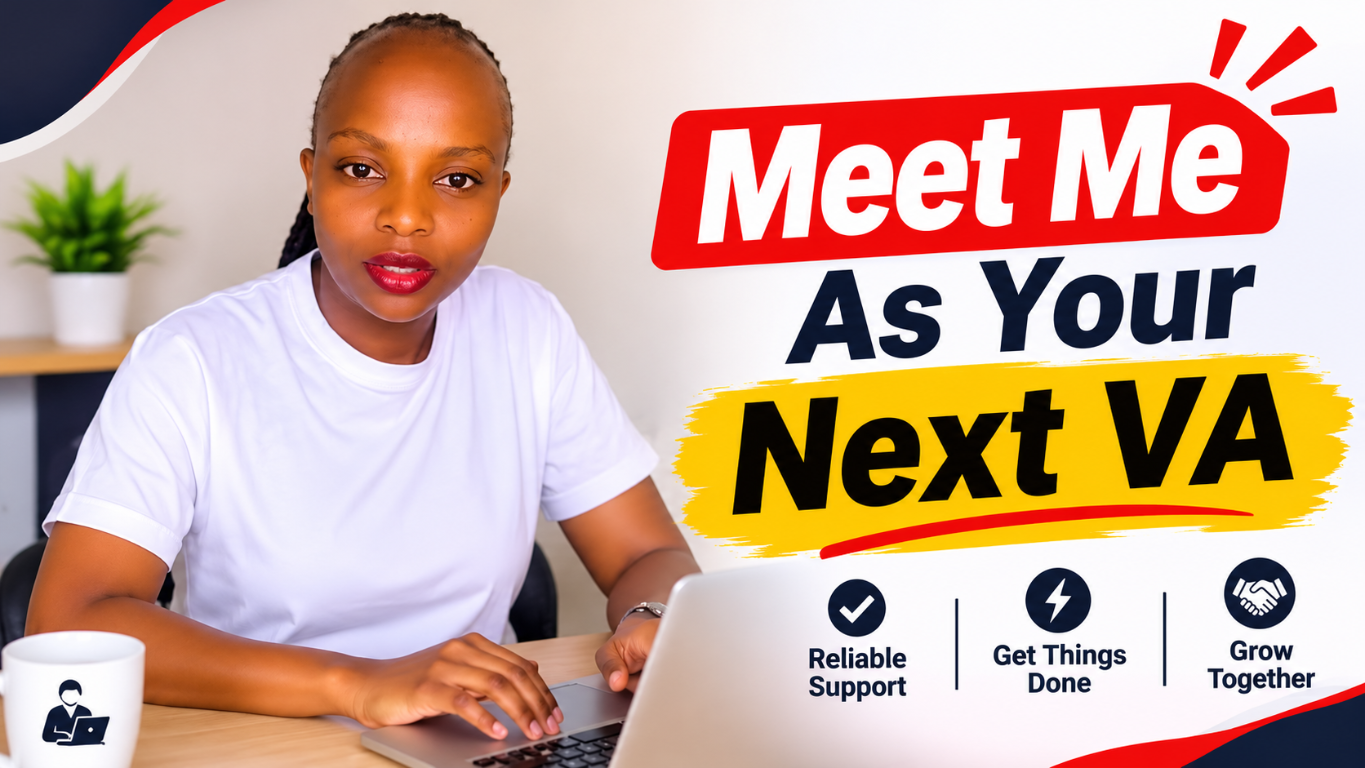 Meet Me
As Your
Next VA
Reliable
Support
Get Things
Done
Grow
Together